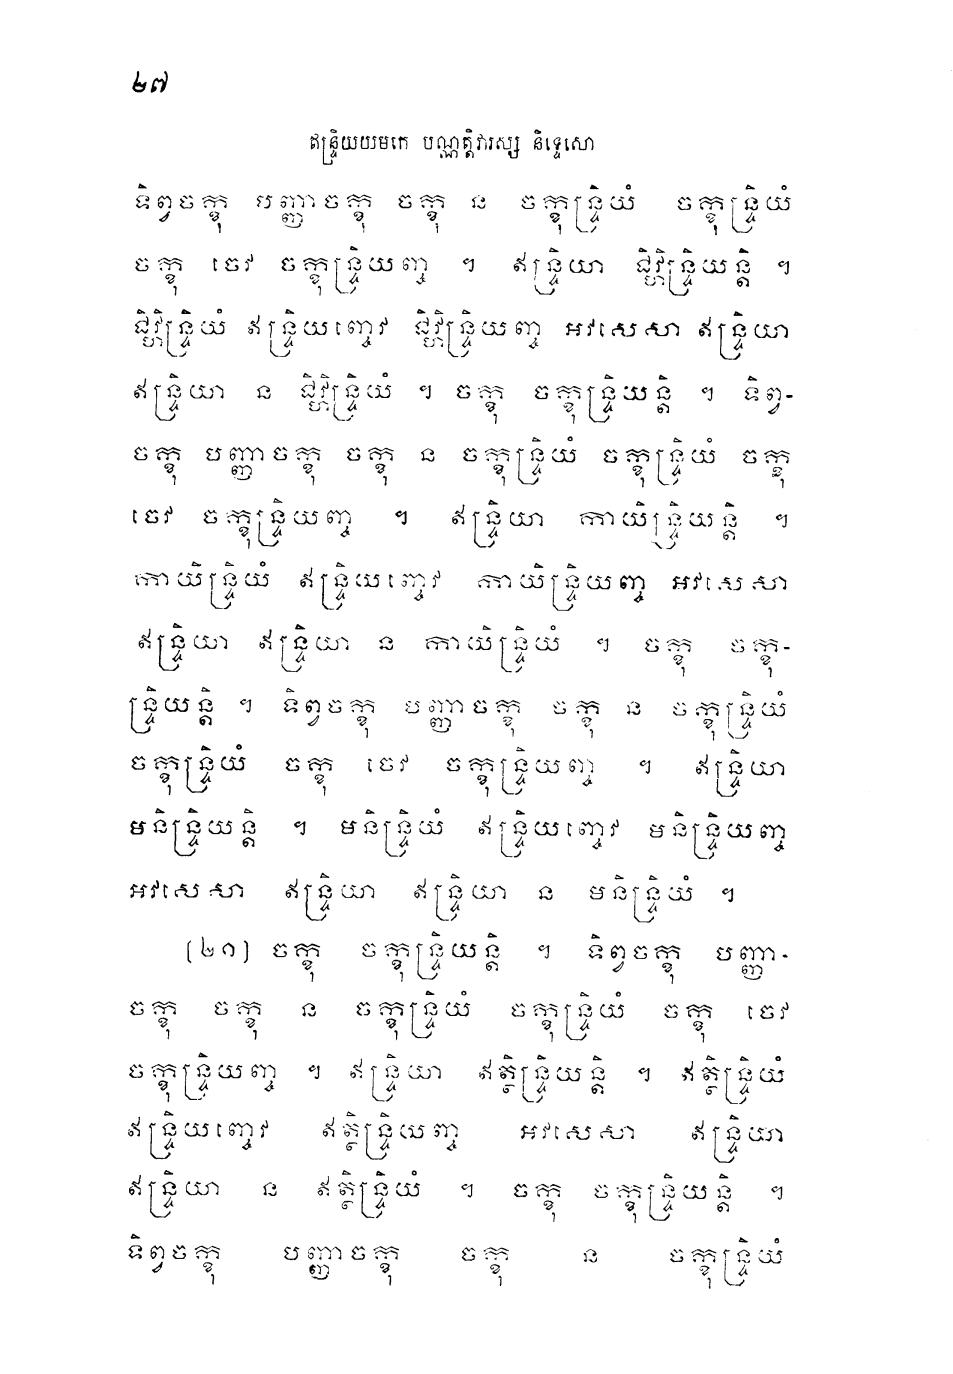 ២៧
ឥន្ទ្រិយយមកេ បណ្ណត្តិវារស្ស និទ្ទេសោ
ទិព្វចក្ខុ បញ្ញាចក្ខុ ចក្ខុ ន ចក្ខុន្ទ្រិយំ ចក្ខុន្ទ្រិយំ
ចក្ខុ ចេវ ចក្ខុន្ទ្រិយញ្ច ។ ឥន្ទ្រិយា ជិវ្ហិន្ទ្រិយន្តិ ។
ជិវ្ហិន្ទ្រិយំ ឥន្ទ្រិយញ្ចេវ ជិវ្ហិន្ទ្រិយញ្ច អវសេសា ឥន្ទ្រិយា
ឥន្ទ្រិយា ន ជិវ្ហិន្ទ្រិយំ ។ ចក្ខុ ចក្ខុន្ទ្រិយន្តិ ។ ទិព្វ-
ចក្ខុ បញ្ញាចក្ខុ ចក្ខុ ន ចក្ខុន្ទ្រិយំ ចក្ខុន្ទ្រិយំ ចក្ខុ
ចេវ ចក្ខុន្ទ្រិយញ្ច ។ ឥន្ទ្រិយា កាយិន្ទ្រិយន្តិ ។
កាយិន្ទ្រិយំ ឥន្ទ្រិយញ្ចេវ កាយិន្ទ្រិយញ្ច អវសេសា
ឥន្ទ្រិយា ឥន្ទ្រិយា ន កាយិន្ទ្រិយំ ។ ចក្ខុ ចក្ខុ-
ន្ទ្រិយន្តិ ។ ទិព្វចក្ខុ បញ្ញាចក្ខុ ចក្ខុ ន ចក្ខុន្ទ្រិយំ
ចក្ខុន្ទ្រិយំ ចក្ខុ ចេវ ចក្ខុន្ទ្រិយញ្ច ។ ឥន្ទ្រិយា
មនិន្ទ្រិយន្តិ ។ មនិន្ទ្រិយំ ឥន្ទ្រិយញ្ចេវ មនិន្ទ្រិយញ្ច
អវសេសា ឥន្ទ្រិយា ឥន្ទ្រិយា ន មនិន្ទ្រិយំ ។
(២១) ចក្ខុ ចក្ខុន្ទ្រិយន្តិ ។ ទិព្វចក្ខុ បញ្ញា-
ចក្ខុ ចក្ខុ ន ចក្ខុន្ទ្រិយំ ចក្ខុន្ទ្រិយំ ចក្ខុ ចេវ
ចក្ខុន្ទ្រិយញ្ច ។ ឥន្ទ្រិយា ឥត្ថិន្ទ្រិយន្តិ ។ ឥត្ថិន្ទ្រិយំ
ឥន្ទ្រិយញ្ចេវ ឥត្ថិន្ទ្រិយញ្ច អវសេសា ឥន្ទ្រិយា
ឥន្ទ្រិយា ន ឥត្ថិន្ទ្រិយំ ។ ចក្ខុ ចក្ខុន្ទ្រិយន្តិ ។
ទិព្វចក្ខុ បញ្ញាចក្ខុ ចក្ខុ ន ចក្ខុន្ទ្រិយំ